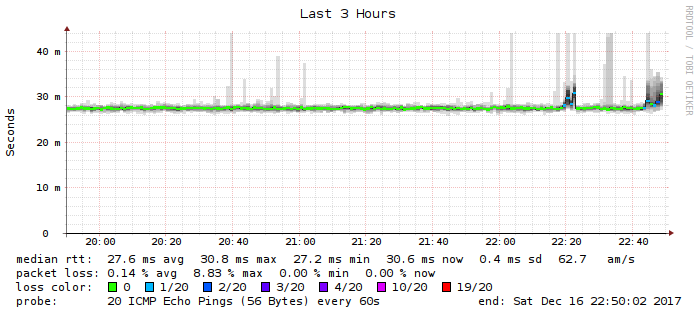 Last 3 Hours
RRDTOOL / TOBI OETIKER
Seconds
40 m
30 m
20 m
10 m
0
20:00 20:20 20:40 21:00 21:20 21:40 22:00 22:20 22:40
median rtt: 27.6 ms avg 30.8 ms max 27.2 ms min 30.6 ms now 0.4 ms sd 62.7 am/s
packet loss: 0.14 % avg 8.83 % max 0.00 % min 0.00 % now
loss color: 0 1/20 2/20 3/20 4/20 10/20 19/20
probe: 20 ICMP Echo Pings (56 Bytes) every 60s end: Sat Dec 16 22:50:02 2017